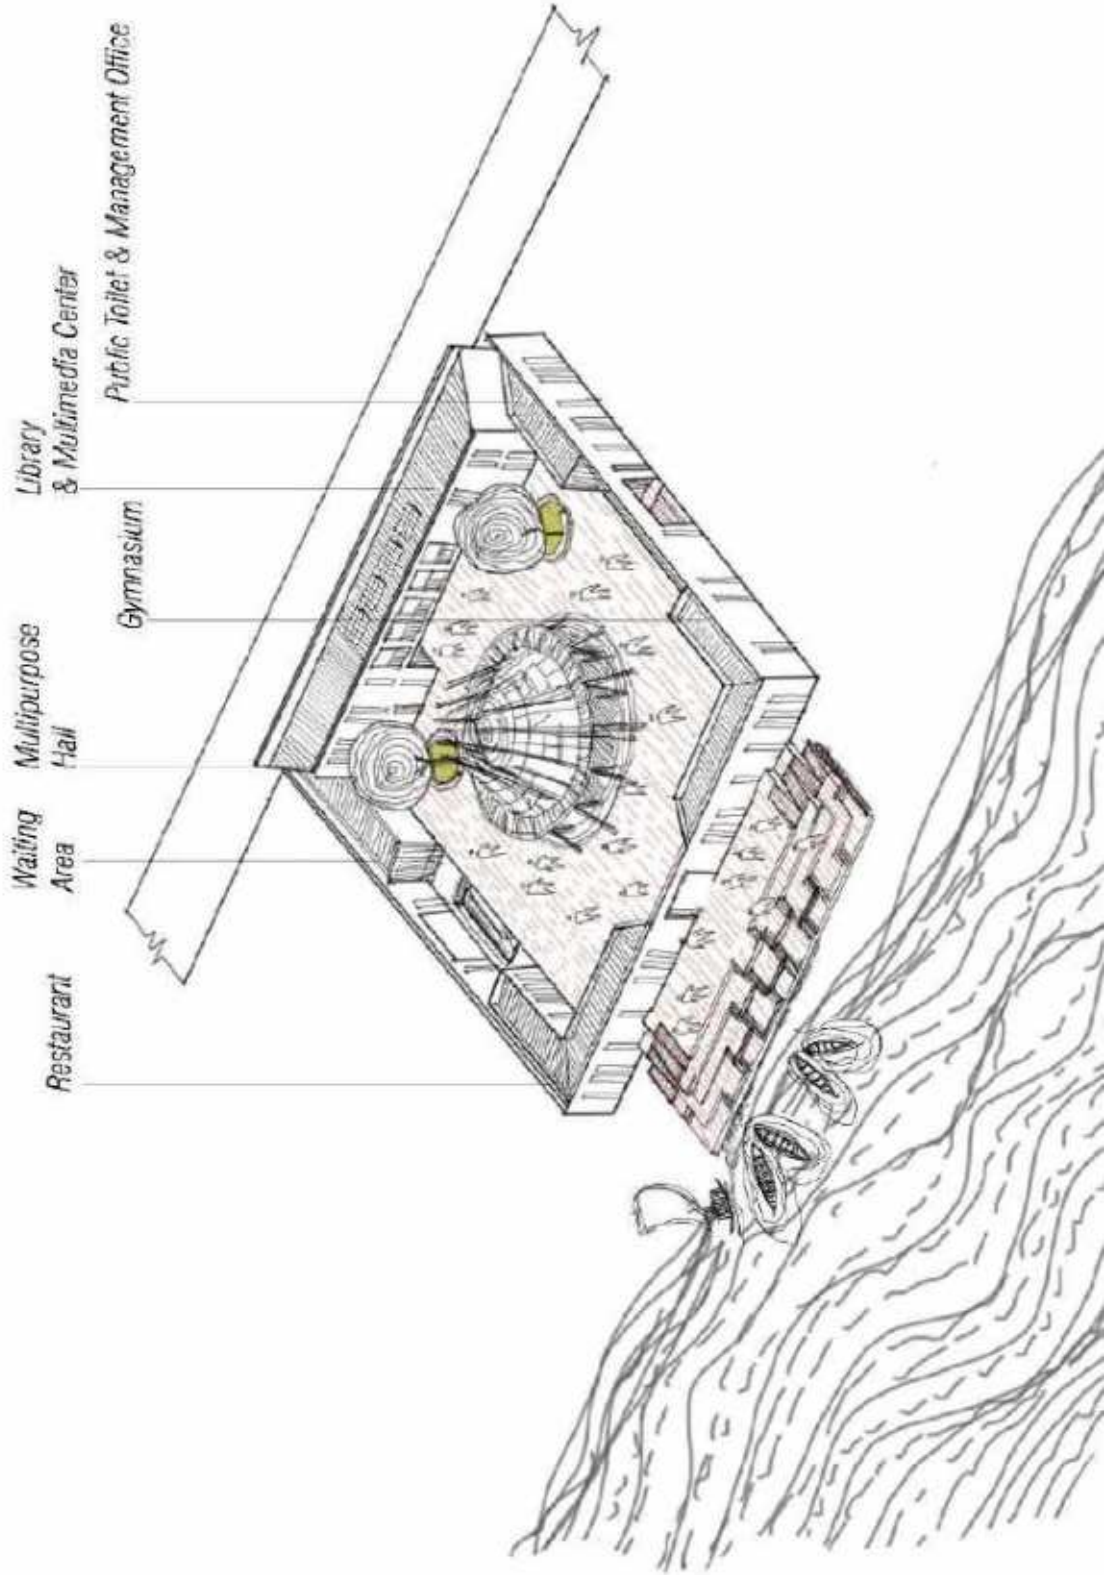 Restaurant
Waiting
Area
Multipurpose
Hall
Gymnasium
Library
& Multimedia Center
Public Toilet & Management Office